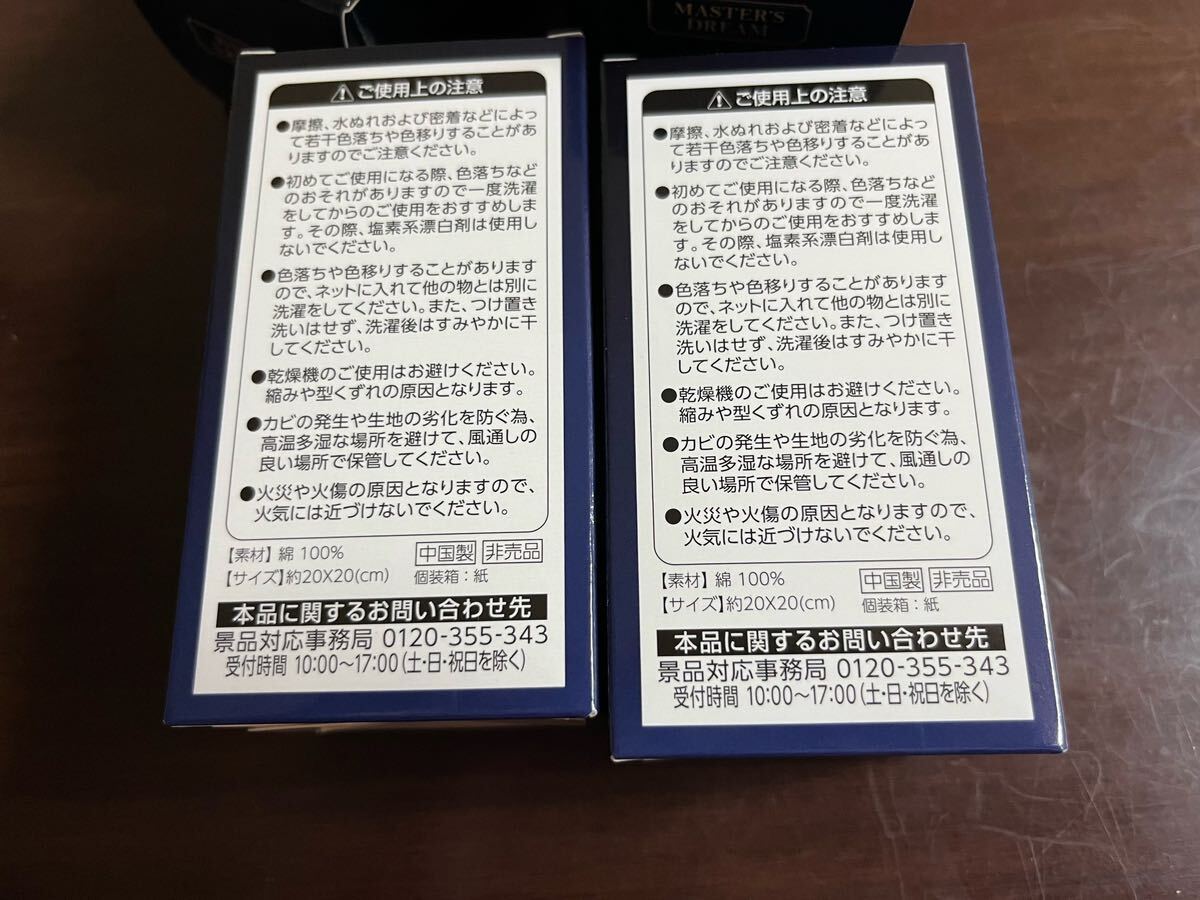 MASTER'S
DREAM
⚠ご使用上の注意
●摩擦、水ぬれおよび密着などによっ
て若干色落ちや色移りすることがあ
りますのでご注意ください。
●初めてご使用になる際、色落ちなど
のおそれがありますので一度洗濯
をしてからのご使用をおすすめしま
す。その際、塩素系漂白剤は使用し
ないでください。
●色落ちや色移りすることがあります
ので、ネットに入れて他の物とは別に
洗濯をしてください。また、つけ置き
洗いはせず、洗濯後はすみやかに干
してください。
●乾燥機のご使用はお避けください。
縮みや型くずれの原因となります。
●カビの発生や生地の劣化を防ぐ為、
高温多湿な場所を避けて、風通しの
良い場所で保管してください。
●火災や火傷の原因となりますので、
火気には近づけないでください。
【素材】綿 100% 中国製 非売品
【サイズ】約20X20(cm) 個装箱：紙
本品に関するお問い合わせ先
景品対応事務局 0120-355-343
受付時間 10:00〜17:00(土・日・祝日を除く)
⚠ご使用上の注意
●摩擦、水ぬれおよび密着などによっ
て若干色落ちや色移りすることがあ
りますのでご注意ください。
●初めてご使用になる際、色落ちなど
のおそれがありますので一度洗濯
をしてからのご使用をおすすめしま
す。その際、塩素系漂白剤は使用し
ないでください。
●色落ちや色移りすることがあります
ので、ネットに入れて他の物とは別に
洗濯をしてください。また、つけ置き
洗いはせず、洗濯後はすみやかに干
してください。
●乾燥機のご使用はお避けください。
縮みや型くずれの原因となります。
●カビの発生や生地の劣化を防ぐ為、
高温多湿な場所を避けて、風通しの
良い場所で保管してください。
●火災や火傷の原因となりますので、
火気には近づけないでください。
【素材】綿 100% 中国製 非売品
【サイズ】約20X20(cm) 個装箱：紙
本品に関するお問い合わせ先
景品対応事務局 0120-355-343
受付時間 10:00〜17:00(土・日・祝日を除く)